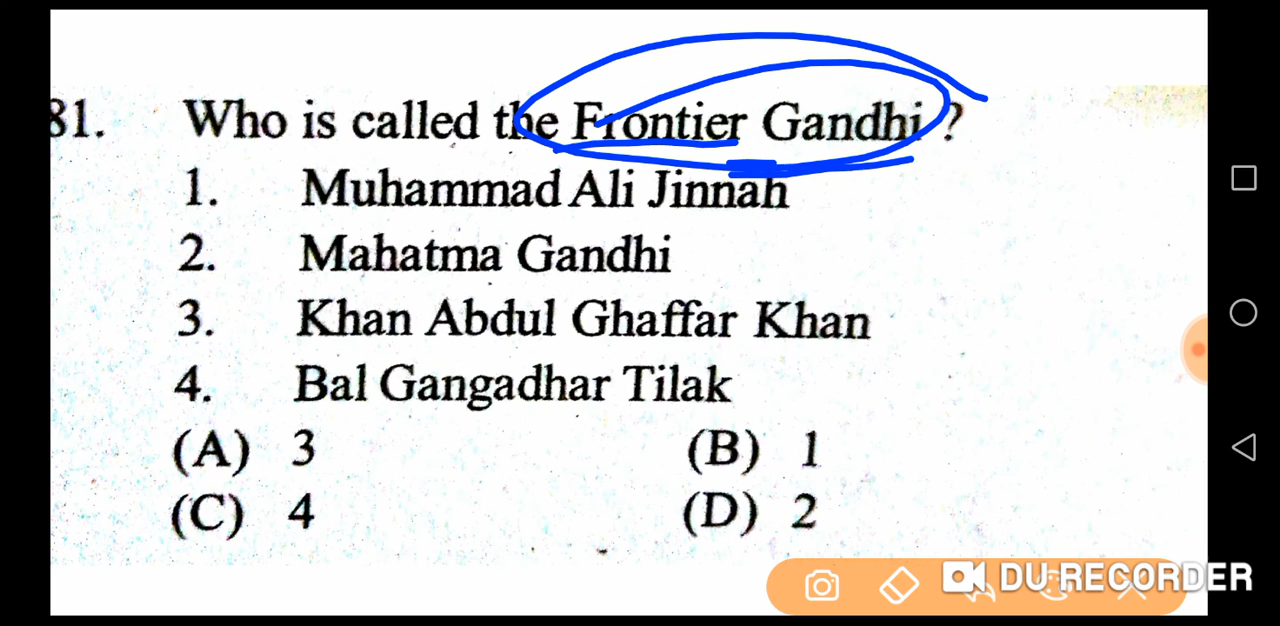 81. Who is called the Frontier Gandhi ?
1. Muhammad Ali Jinnah
2. Mahatma Gandhi
3. Khan Abdul Ghaffar Khan
4. Bal Gangadhar Tilak
(A) 3 (B) 1
(C) 4 (D) 2
DU RECORDER